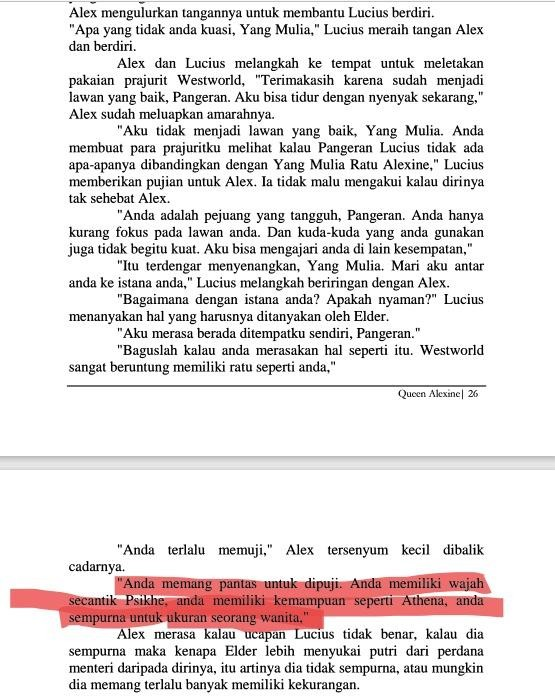 Alex mengulurkan tangannya untuk membantu Lucius berdiri.
"Apa yang tidak anda kuasi, Yang Mulia," Lucius meraih tangan Alex
dan berdiri.
Alex dan Lucius melangkah ke tempat untuk meletakan
pakaian prajurit Westworld, "Terimakasih karena sudah menjadi
lawan yang baik, Pangeran. Aku bisa tidur dengan nyenyak sekarang,"
Alex sudah meluapkan amarahnya.
"Aku tidak menjadi lawan yang baik, Yang Mulia. Anda
membuat para prajuritku melihat kalau Pangeran Lucius tidak ada
apa-apanya dibandingkan dengan Yang Mulia Ratu Alexine," Lucius
memberikan pujian untuk Alex. Ia tidak malu mengakui kalau dirinya
tak sehebat Alex.
"Anda adalah pejuang yang tangguh, Pangeran. Anda hanya
kurang fokus pada lawan anda. Dan kuda-kuda yang anda gunakan
juga tidak begitu kuat. Aku bisa mengajari anda di lain kesempatan,"
"Itu terdengar menyenangkan, Yang Mulia. Mari aku antar
anda ke istana anda," Lucius melangkah beriringan dengan Alex.
"Bagaimana dengan istana anda? Apakah nyaman?" Lucius
menanyakan hal yang harusnya ditanyakan oleh Elder.
"Aku merasa berada ditempatku sendiri, Pangeran."
"Baguslah kalau anda merasakan hal seperti itu. Westworld
sangat beruntung memiliki ratu seperti anda,"
Queen Alexine| 26
"Anda terlalu memuji," Alex tersenyum kecil dibalik
cadarnya.
"Anda memang pantas untuk dipuji. Anda memiliki wajah
secantik Psikhe, anda memiliki kemampuan seperti Athena, anda
sempurna untuk ukuran seorang wanita,"
Alex merasa kalau ucapan Lucius tidak benar, kalau dia
sempurna maka kenapa Elder lebih menyukai putri dari perdana
menteri daripada dirinya, itu artinya dia tidak sempurna, atau mungkin
dia memang terlalu banyak memiliki kekurangan.